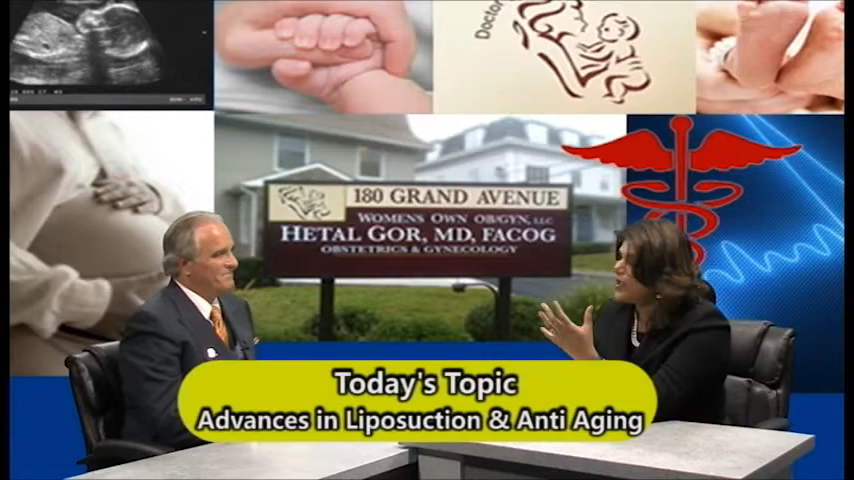 Doctor
180 GRAND AVENUE
WOMENS OWN OB/GYN, LLC
HETAL GOR, MD, FACOG
OBSTETRICS & GYNECOLOGY
Today's Topic
Advances in Liposuction & Anti Aging